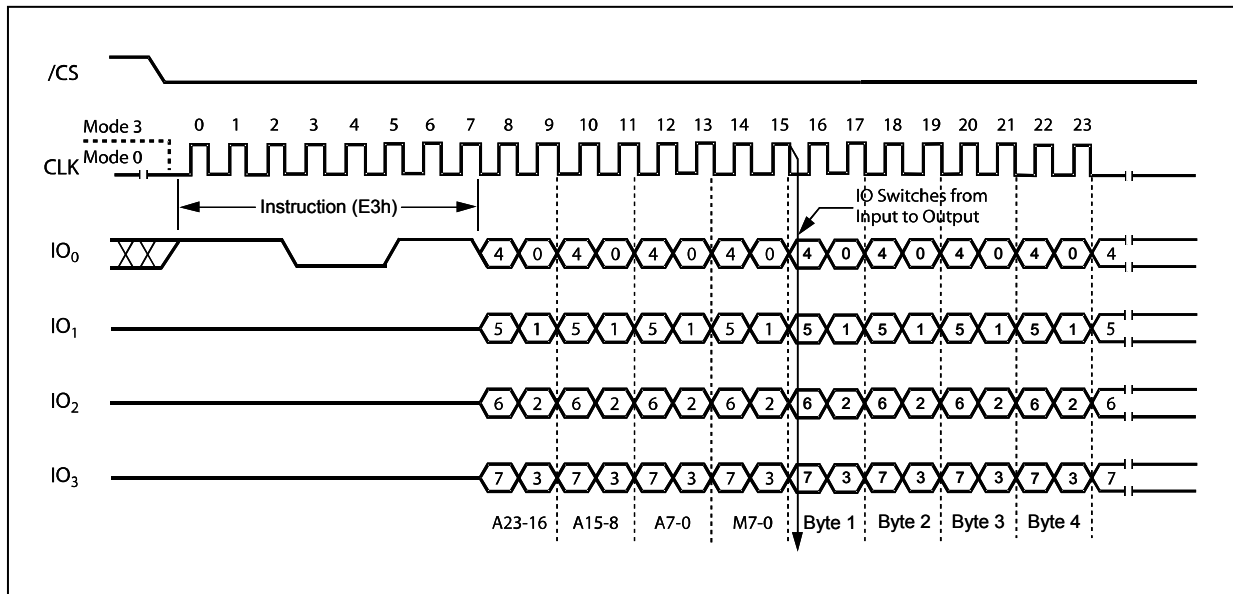 /CS
Mode 3
0 1 2 3 4 5 6 7 8 9 10 11 12 13 14 15 16 17 18 19 20 21 22 23
CLK
Mode 0
Instruction (E3h)
IO Switches from
Input to Output
IO0
4 0 4 0 4 0 4 0 4 0 4 0 4 0 4 0 4
IO1
5 1 5 1 5 1 5 1 5 1 5 1 5 1 5 1 5
IO2
6 2 6 2 6 2 6 2 6 2 6 2 6 2 6 2 6
IO3
7 3 7 3 7 3 7 3 7 3 7 3 7 3 7 3 7
A23-16 A15-8 A7-0 M7-0 Byte 1 Byte 2 Byte 3 Byte 4